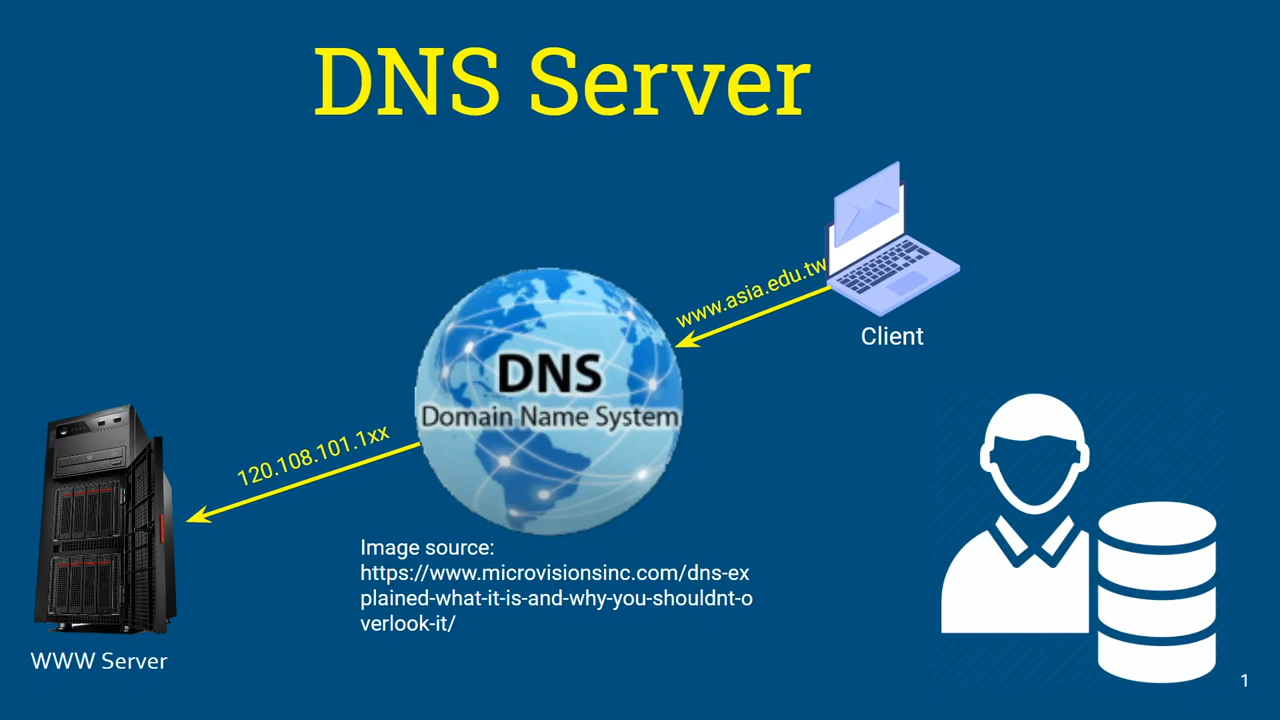 DNS Server
www.asia.edu.tw
Client
DNS
Domain Name System
120.108.101.1xx
Image source:
https://www.microvisionsinc.com/dns-ex
plained-what-it-is-and-why-you-shouldnt-o
verlook-it/
WWW Server
1